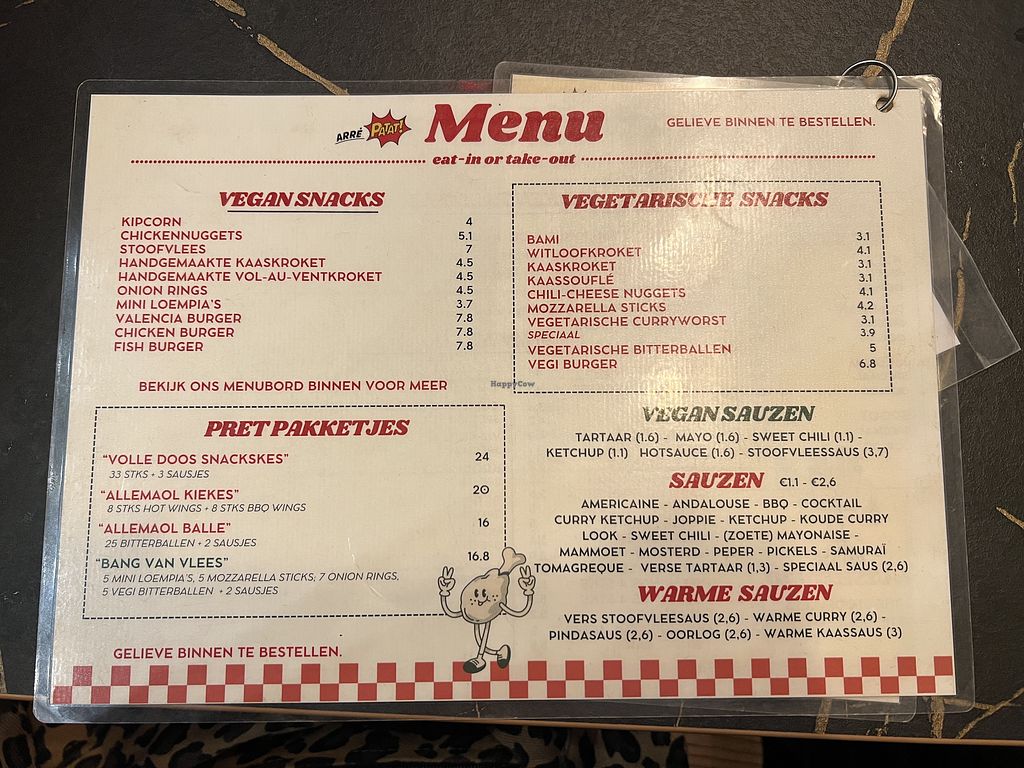 ARRÉ PATAT! Menu
GELIEVE BINNEN TE BESTELLEN.
eat-in or take-out
VEGAN SNACKS
KIPCORN 4
CHICKENNUGGETS 5.1
STOOFVLEES 7
HANDGEMAAKTE KAASKROKET 4.5
HANDGEMAAKTE VOL-AU-VENTKROKET 4.5
ONION RINGS 4.5
MINI LOEMPIA'S 3.7
VALENCIA BURGER 7.8
CHICKEN BURGER 7.8
FISH BURGER 7.8
BEKIJK ONS MENUBORD BINNEN VOOR MEER
VEGETARISCHE SNACKS
BAMI 3.1
WITLOOFKROKET 4.1
KAASKROKET 3.1
KAASSOUFLÉ 3.1
CHILI-CHEESE NUGGETS 4.1
MOZZARELLA STICKS 4.2
VEGETARISCHE CURRYWORST 3.1
SPECIAAL 3.9
VEGETARISCHE BITTERBALLEN 5
VEGI BURGER 6.8
HappyCow
PRET PAKKETJES
"VOLLE DOOS SNACKSKES" 24
33 STKS + 3 SAUSJES
"ALLEMAOL KIEKES" 20
8 STKS HOT WINGS + 8 STKS BBQ WINGS
"ALLEMAOL BALLE" 16
25 BITTERBALLEN + 2 SAUSJES
"BANG VAN VLEES" 16.8
5 MINI LOEMPIA'S, 5 MOZZARELLA STICKS; 7 ONION RINGS,
5 VEGI BITTERBALLEN + 2 SAUSJES
GELIEVE BINNEN TE BESTELLEN.
VEGAN SAUZEN
TARTAAR (1.6) - MAYO (1.6) - SWEET CHILI (1.1) -
KETCHUP (1.1) HOTSAUCE (1.6) - STOOFVLEESSAUS (3,7)
SAUZEN €1.1 - €2,6
AMERICAINE - ANDALOUSE - BBQ - COCKTAIL
CURRY KETCHUP - JOPPIE - KETCHUP - KOUDE CURRY
LOOK - SWEET CHILI - (ZOETE) MAYONAISE -
MAMMOET - MOSTERD - PEPER - PICKELS - SAMURAÏ
TOMAGREQUE - VERSE TARTAAR (1,3) - SPECIAAL SAUS (2,6)
WARME SAUZEN
VERS STOOFVLEESAUS (2,6) - WARME CURRY (2,6) -
PINDASAUS (2,6) - OORLOG (2,6) - WARME KAASSAUS (3)